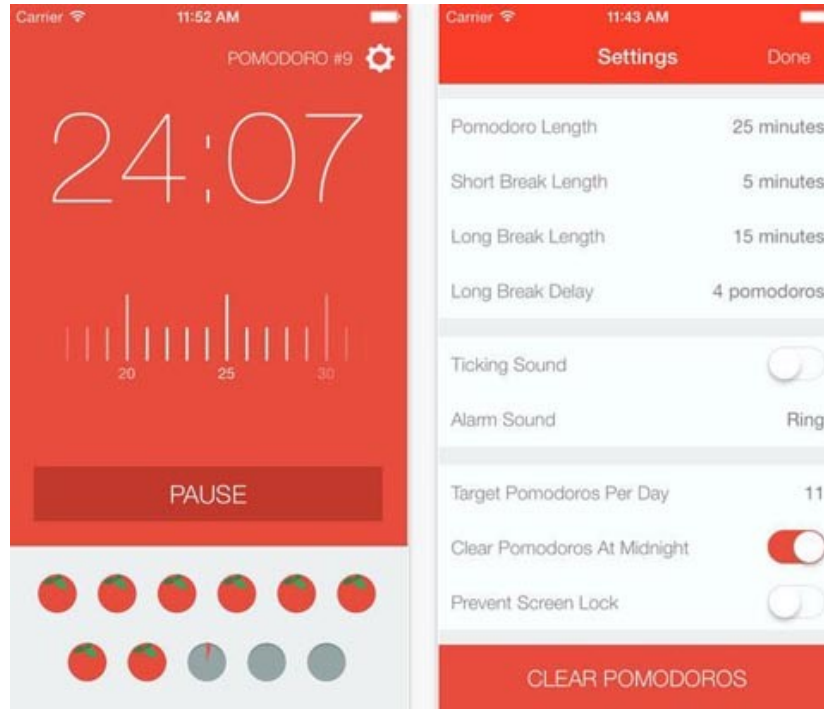 Carrier 11:52 AM
POMODORO #9
24:07
20 25 30
PAUSE
Carrier 11:43 AM
Settings Done
Pomodoro Length 25 minutes
Short Break Length 5 minutes
Long Break Length 15 minutes
Long Break Delay 4 pomodoros
Ticking Sound
Alarm Sound Ring
Target Pomodoros Per Day 11
Clear Pomodoros At Midnight
Prevent Screen Lock
CLEAR POMODOROS